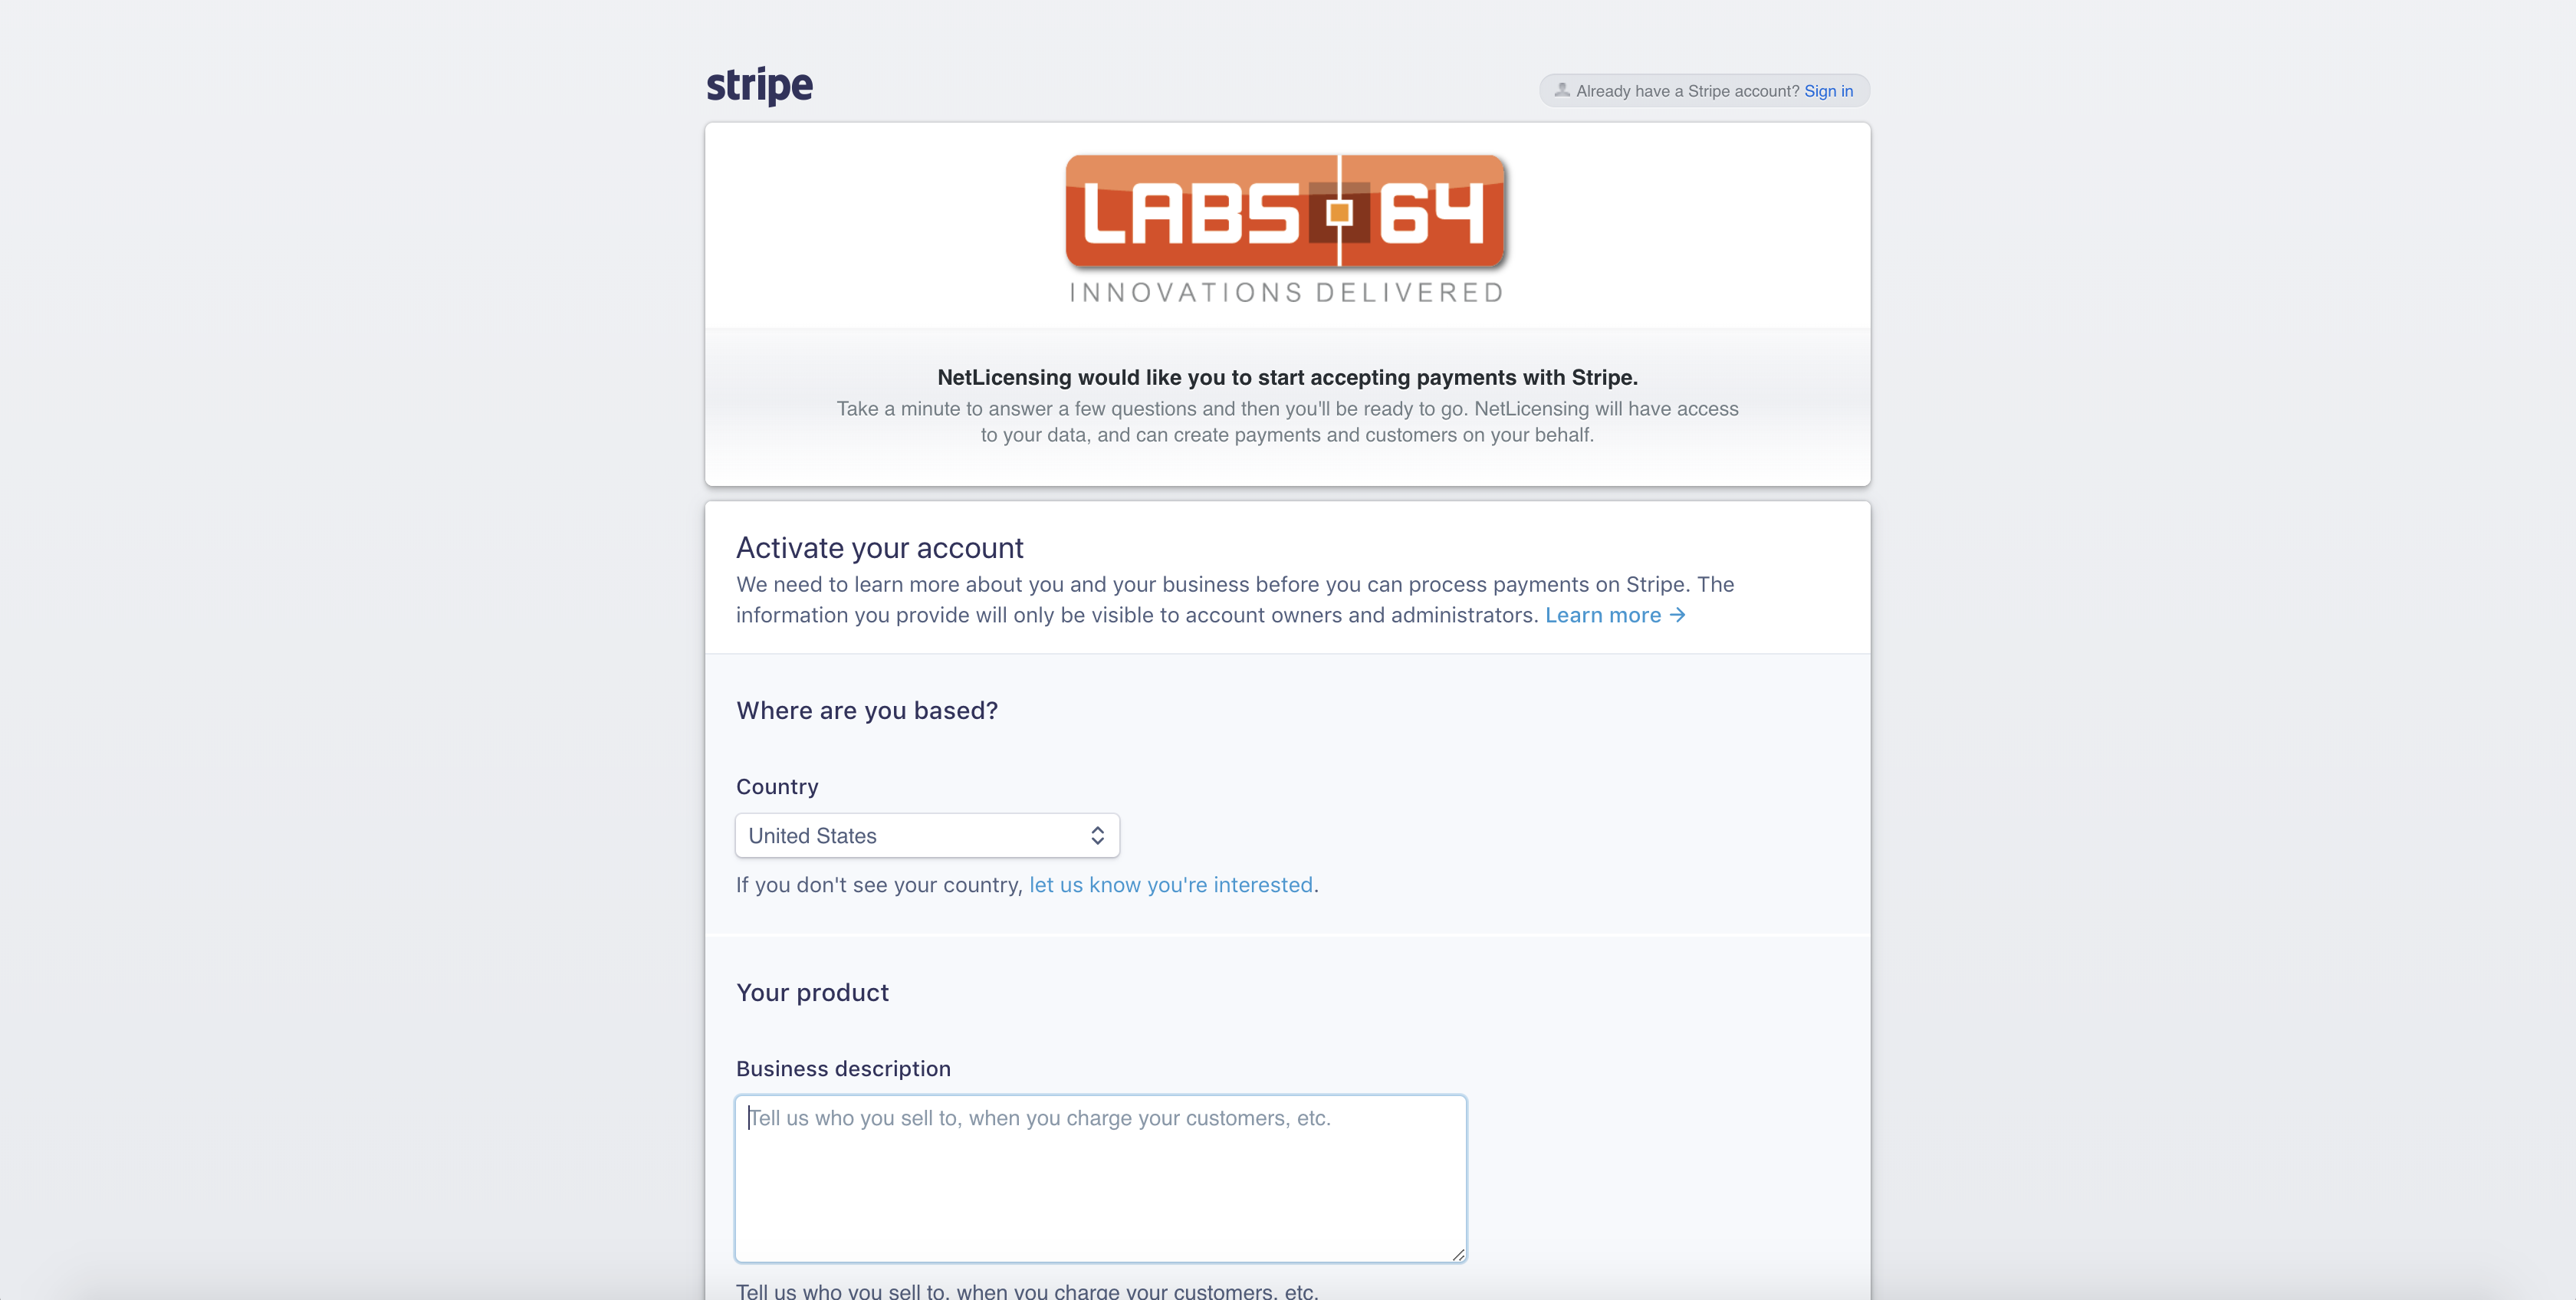 stripe
Already have a Stripe account? Sign in
LABS 64
INNOVATIONS DELIVERED
NetLicensing would like you to start accepting payments with Stripe.
Take a minute to answer a few questions and then you'll be ready to go. NetLicensing will have access
to your data, and can create payments and customers on your behalf.
Activate your account
We need to learn more about you and your business before you can process payments on Stripe. The
information you provide will only be visible to account owners and administrators. Learn more →
Where are you based?
Country
United States
If you don't see your country, let us know you're interested.
Your product
Business description
Tell us who you sell to, when you charge your customers, etc.
Tell us who you sell to, when you charge your customers, etc.